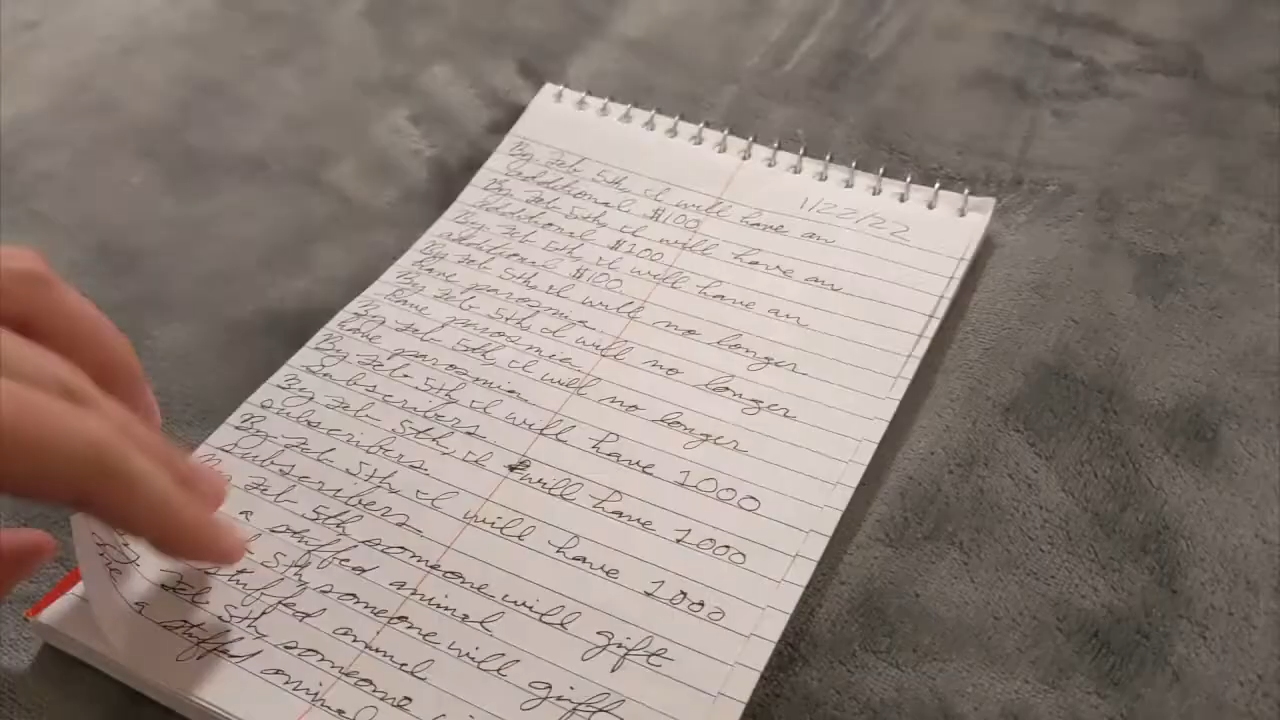 1/22/22
By Feb 5th, I will have an
additional $100
By Feb 5th, I will have an
additional $100
By Feb 5th I will have an
additional $100
By Feb 5th I will no longer
have parosmia.
By Feb 5th I will no longer
have parosmia
By Feb 5th, I will no longer
have parosmia
By Feb 5th I will have 1000
subscribers.
By Feb 5th, I will have 1000
subscribers
By Feb 5th I will have 1000
subscribers
Feb 5th someone will gift
a stuffed animal
5th, someone will gift
stuffed animal
By Feb 5th, someone
me a stuffed animal